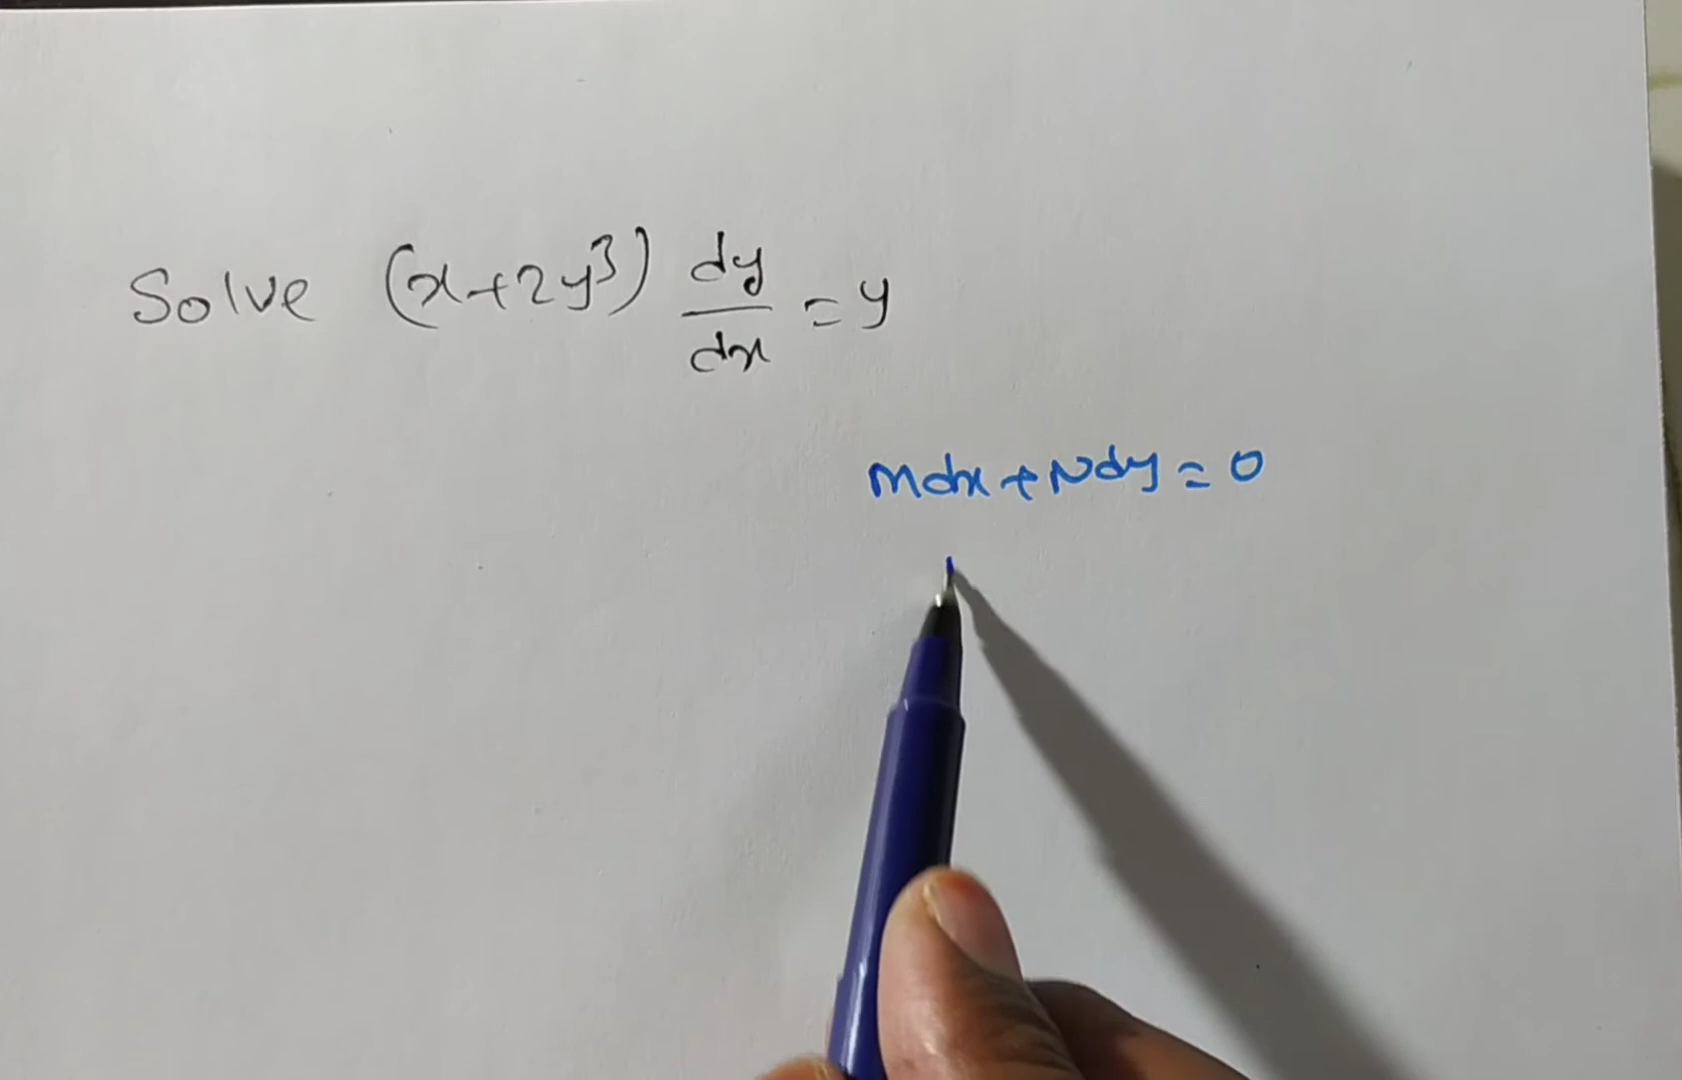 Solve (x+2y³) dy/dx = y
Mdx + Ndy = 0